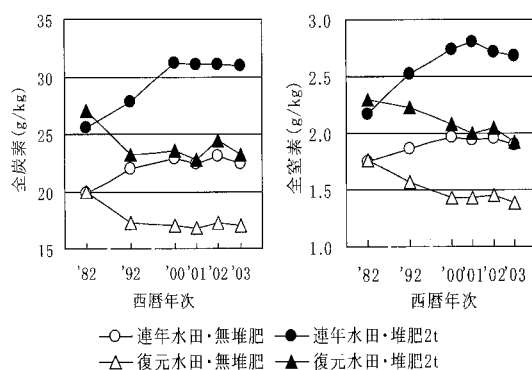 全炭素(g/kg)
35
30
25
20
15
'82 '92 '00'01'02'03
西暦年次
全窒素(g/kg)
3.0
2.5
2.0
1.5
1.0
'82 '92 '00'01'02'03
西暦年次
連年水田・無堆肥 連年水田・堆肥2t
復元水田・無堆肥 復元水田・堆肥2t